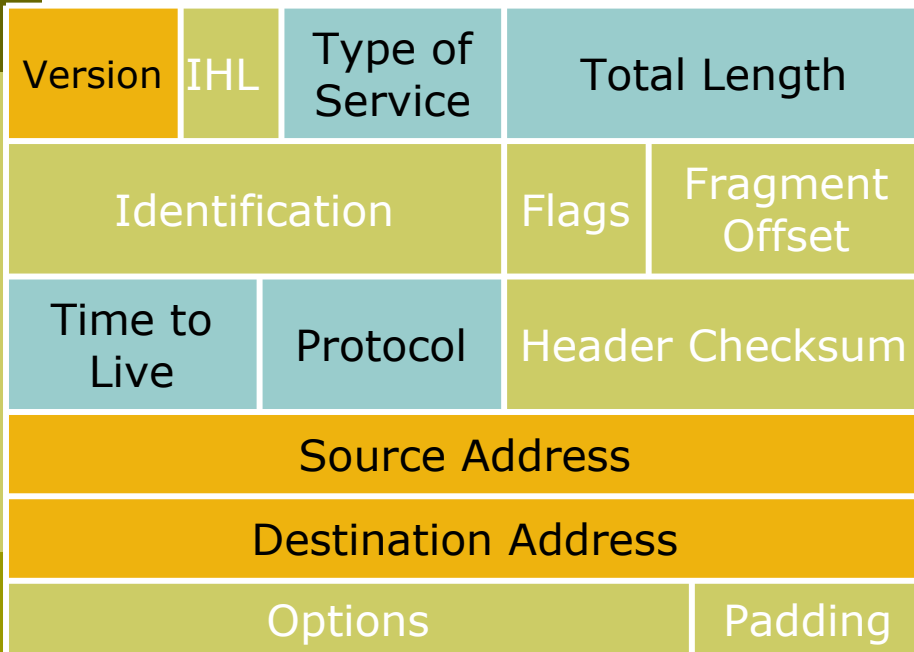 Version IHL Type of Service Total Length
Identification Flags Fragment Offset
Time to Live Protocol Header Checksum
Source Address
Destination Address
Options Padding